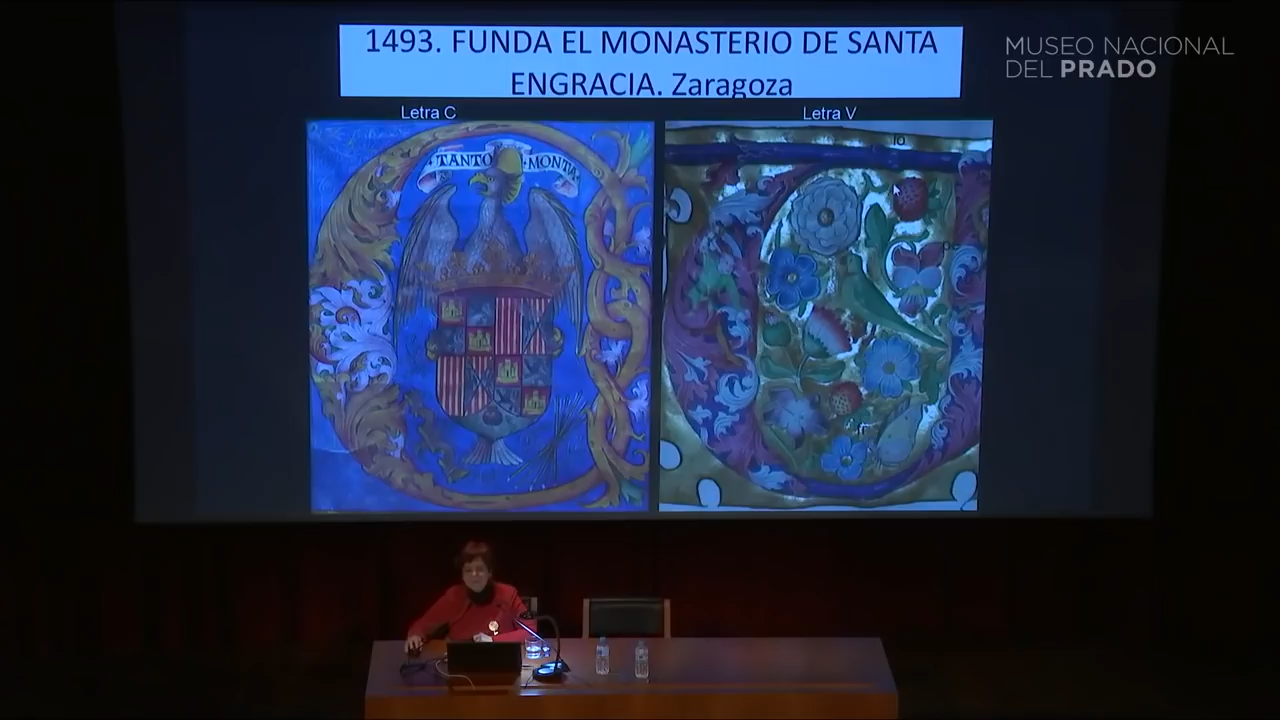 1493. FUNDA EL MONASTERIO DE SANTA
ENGRACIA. Zaragoza
MUSEO NACIONAL
DEL PRADO
Letra C
Letra V
TANTO MONTA